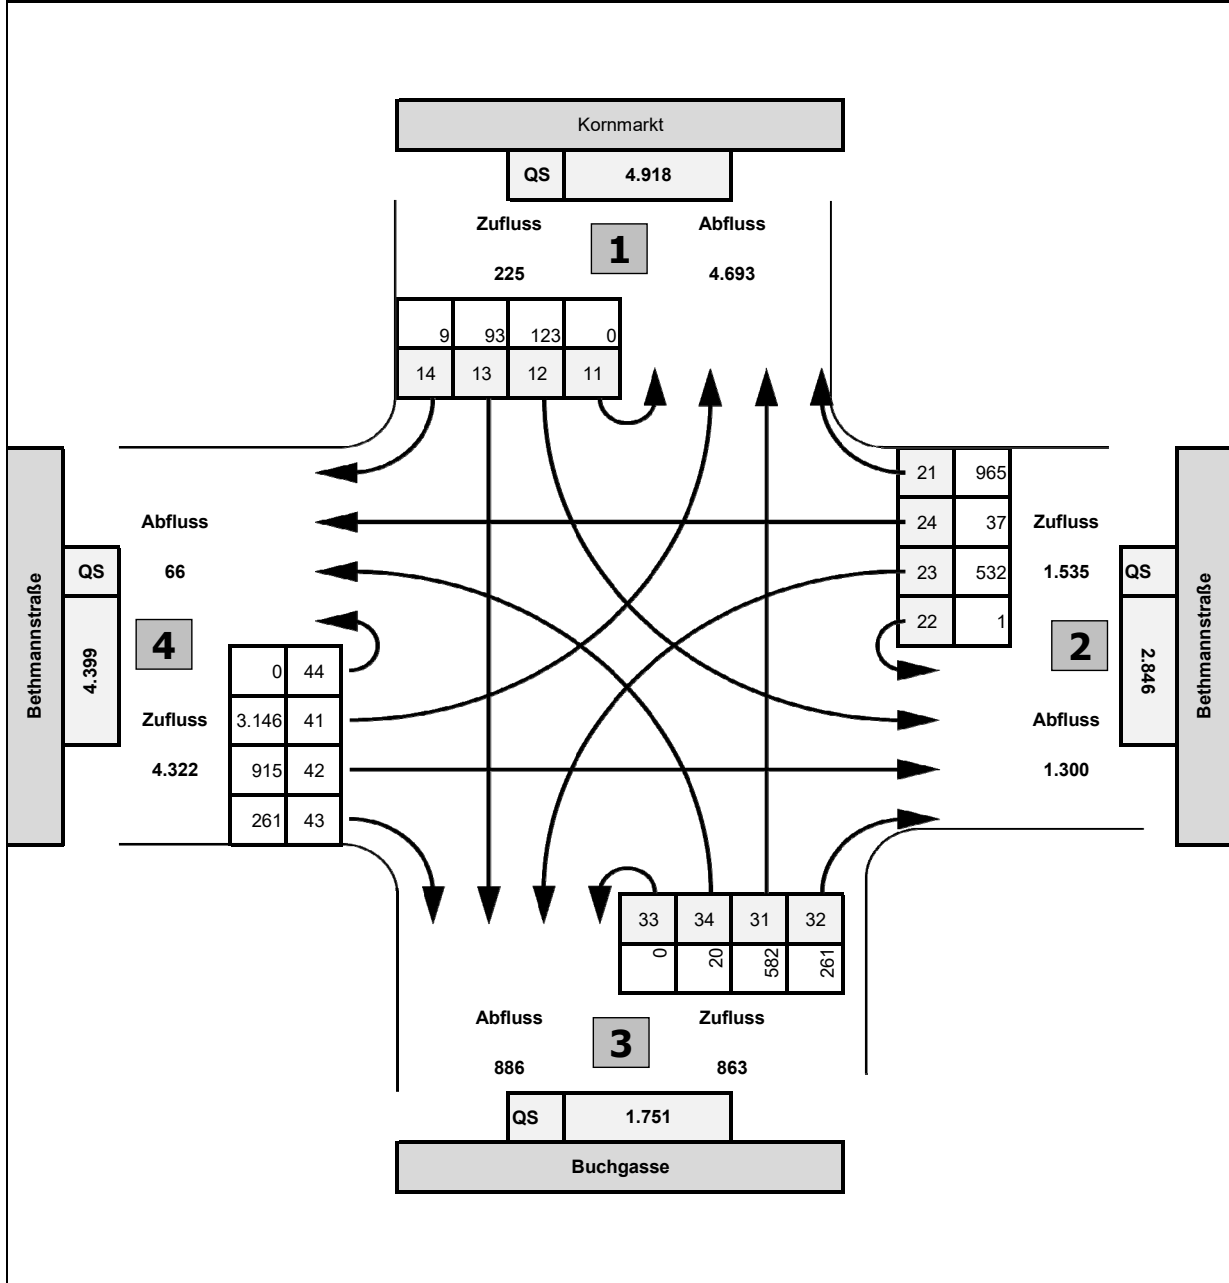 Kornmarkt
QS 4.918
Zufluss Abfluss
1
225 4.693
9 93 123 0
14 13 12 11
21 965
24 37
23 532
22 1
Zufluss
1.535
QS
2.846
2
Abfluss
1.300
Bethmannstraße
Abfluss
66
QS
4.399
4
Zufluss
4.322
Bethmannstraße
0 44
3.146 41
915 42
261 43
33 34 31 32
0 20 582 261
Abfluss Zufluss
3
886 863
QS 1.751
Buchgasse